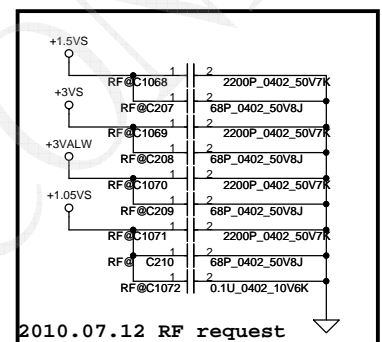 +1.5VS
1 2
RF@C1068 2200P_0402_50V7K
+3VS
1 2
RF@C207 68P_0402_50V8J
1 2
RF@C1069 2200P_0402_50V7K
+3VALW
1 2
RF@C208 68P_0402_50V8J
1 2
RF@C1070 2200P_0402_50V7K
+1.05VS
1 2
RF@C209 68P_0402_50V8J
1 2
RF@C1071 2200P_0402_50V7K
1 2
RF@ C210 68P_0402_50V8J
1 2
RF@C1072 0.1U_0402_10V6K
2010.07.12 RF request